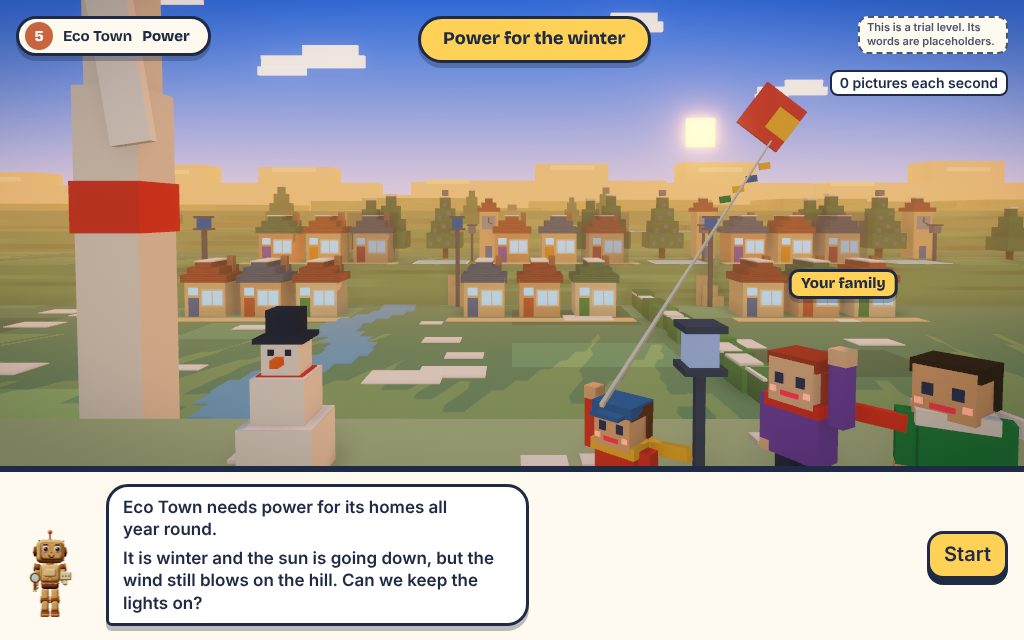 5 Eco Town Power
Power for the winter
This is a trial level. Its
words are placeholders.
0 pictures each second
Your family
Eco Town needs power for its homes all
year round.
It is winter and the sun is going down, but the
wind still blows on the hill. Can we keep the
lights on?
Start